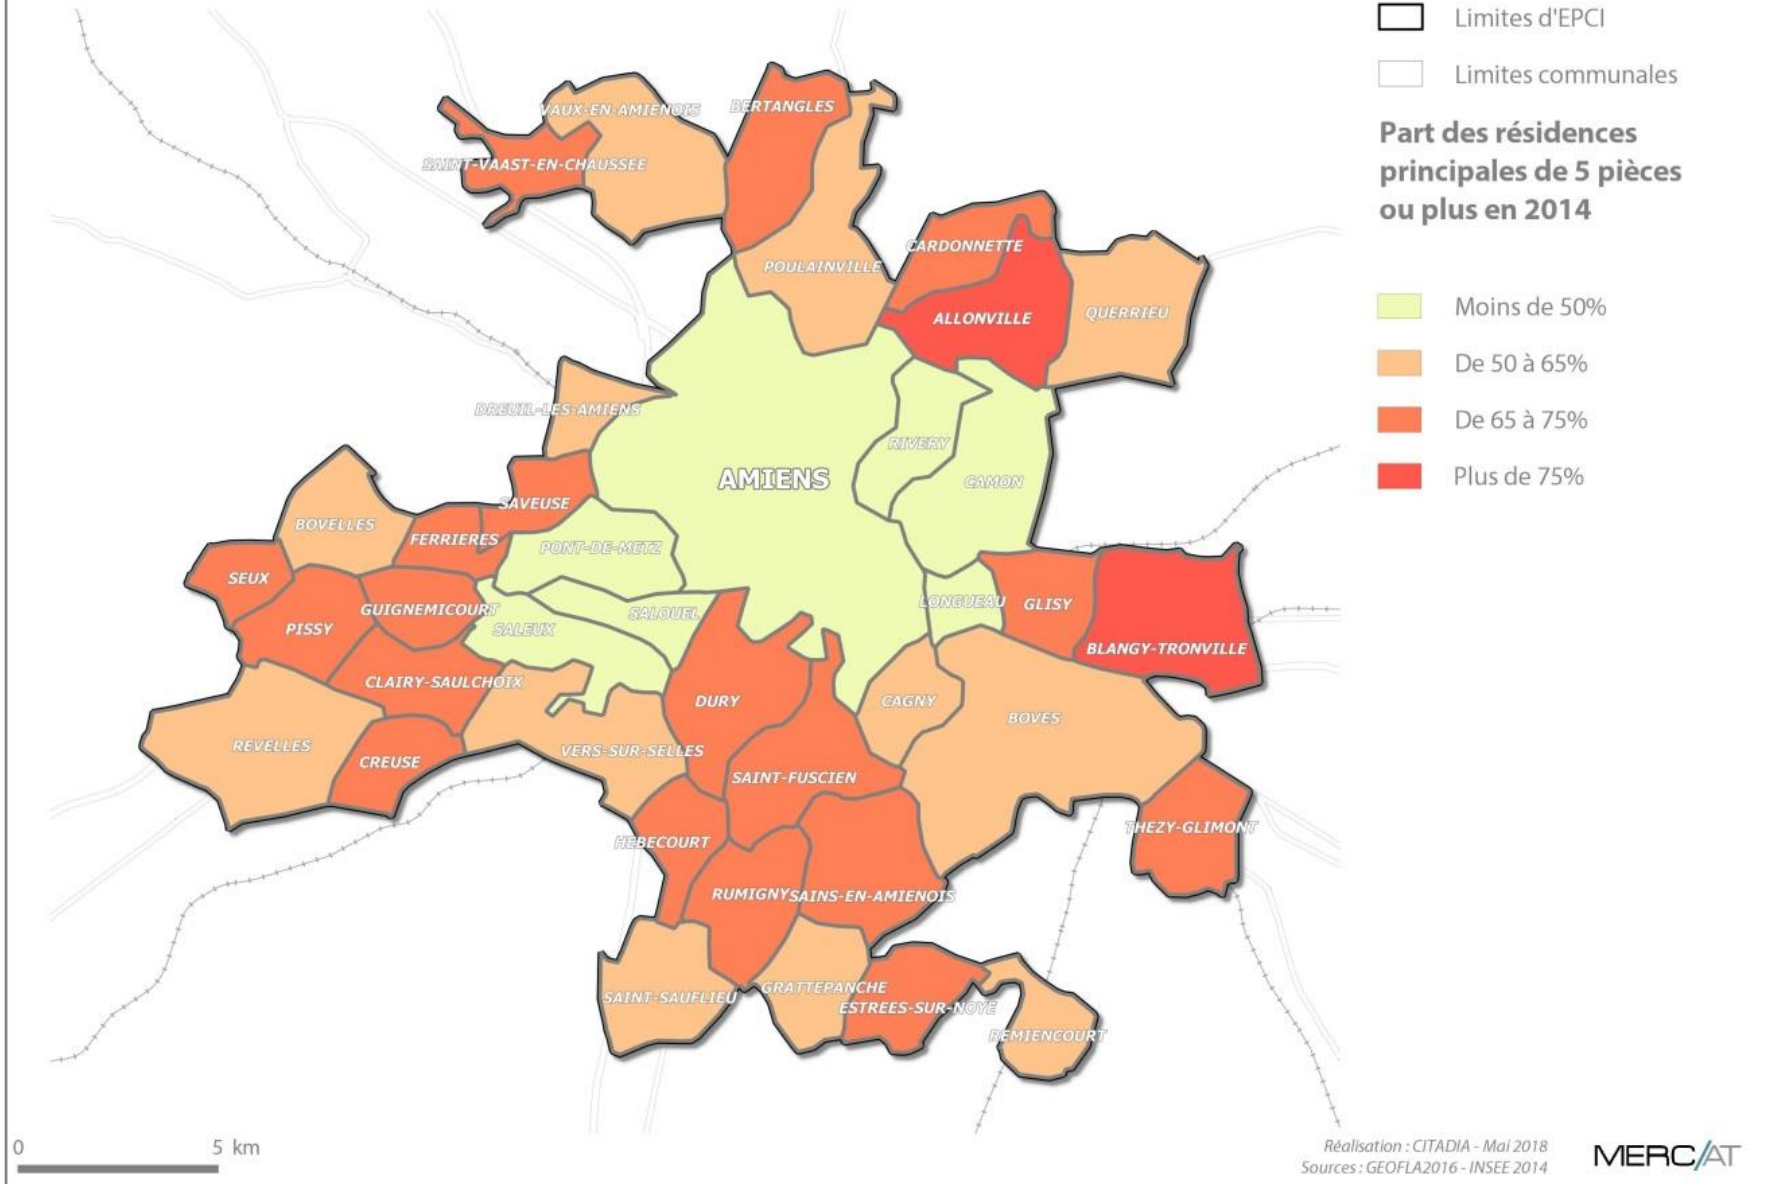 Limites d'EPCI
Limites communales
Part des résidences
principales de 5 pièces
ou plus en 2014
Moins de 50%
De 50 à 65%
De 65 à 75%
Plus de 75%
VAUX-EN-AMIENOIS
BERTANGLES
SAINT-VAAST-EN-CHAUSSEE
CARDONNETTE
POULAINVILLE
ALLONVILLE
QUERRIEU
DREUIL-LES-AMIENS
RIVERY
AMIENS
CAMON
SAVEUSE
BOVELLES
FERRIERES
PONT-DE-METZ
SEUX
GUIGNEMICOURT
LONGUEAU
GLISY
SALOUEL
PISSY
SALEUX
BLANGY-TRONVILLE
CLAIRY-SAULCHOIX
DURY
CAGNY
BOVES
REVELLES
VERS-SUR-SELLES
CREUSE
SAINT-FUSCIEN
THEZY-GLIMONT
HEBECOURT
RUMIGNY
SAINS-EN-AMIENOIS
GRATTEPANCHE
SAINT-SAUFLIEU
ESTREES-SUR-NOYE
REMIENCOURT
0 5 km
Réalisation : CITADIA - Mai 2018
Sources : GEOFLA2016 - INSEE 2014
MERC/AT